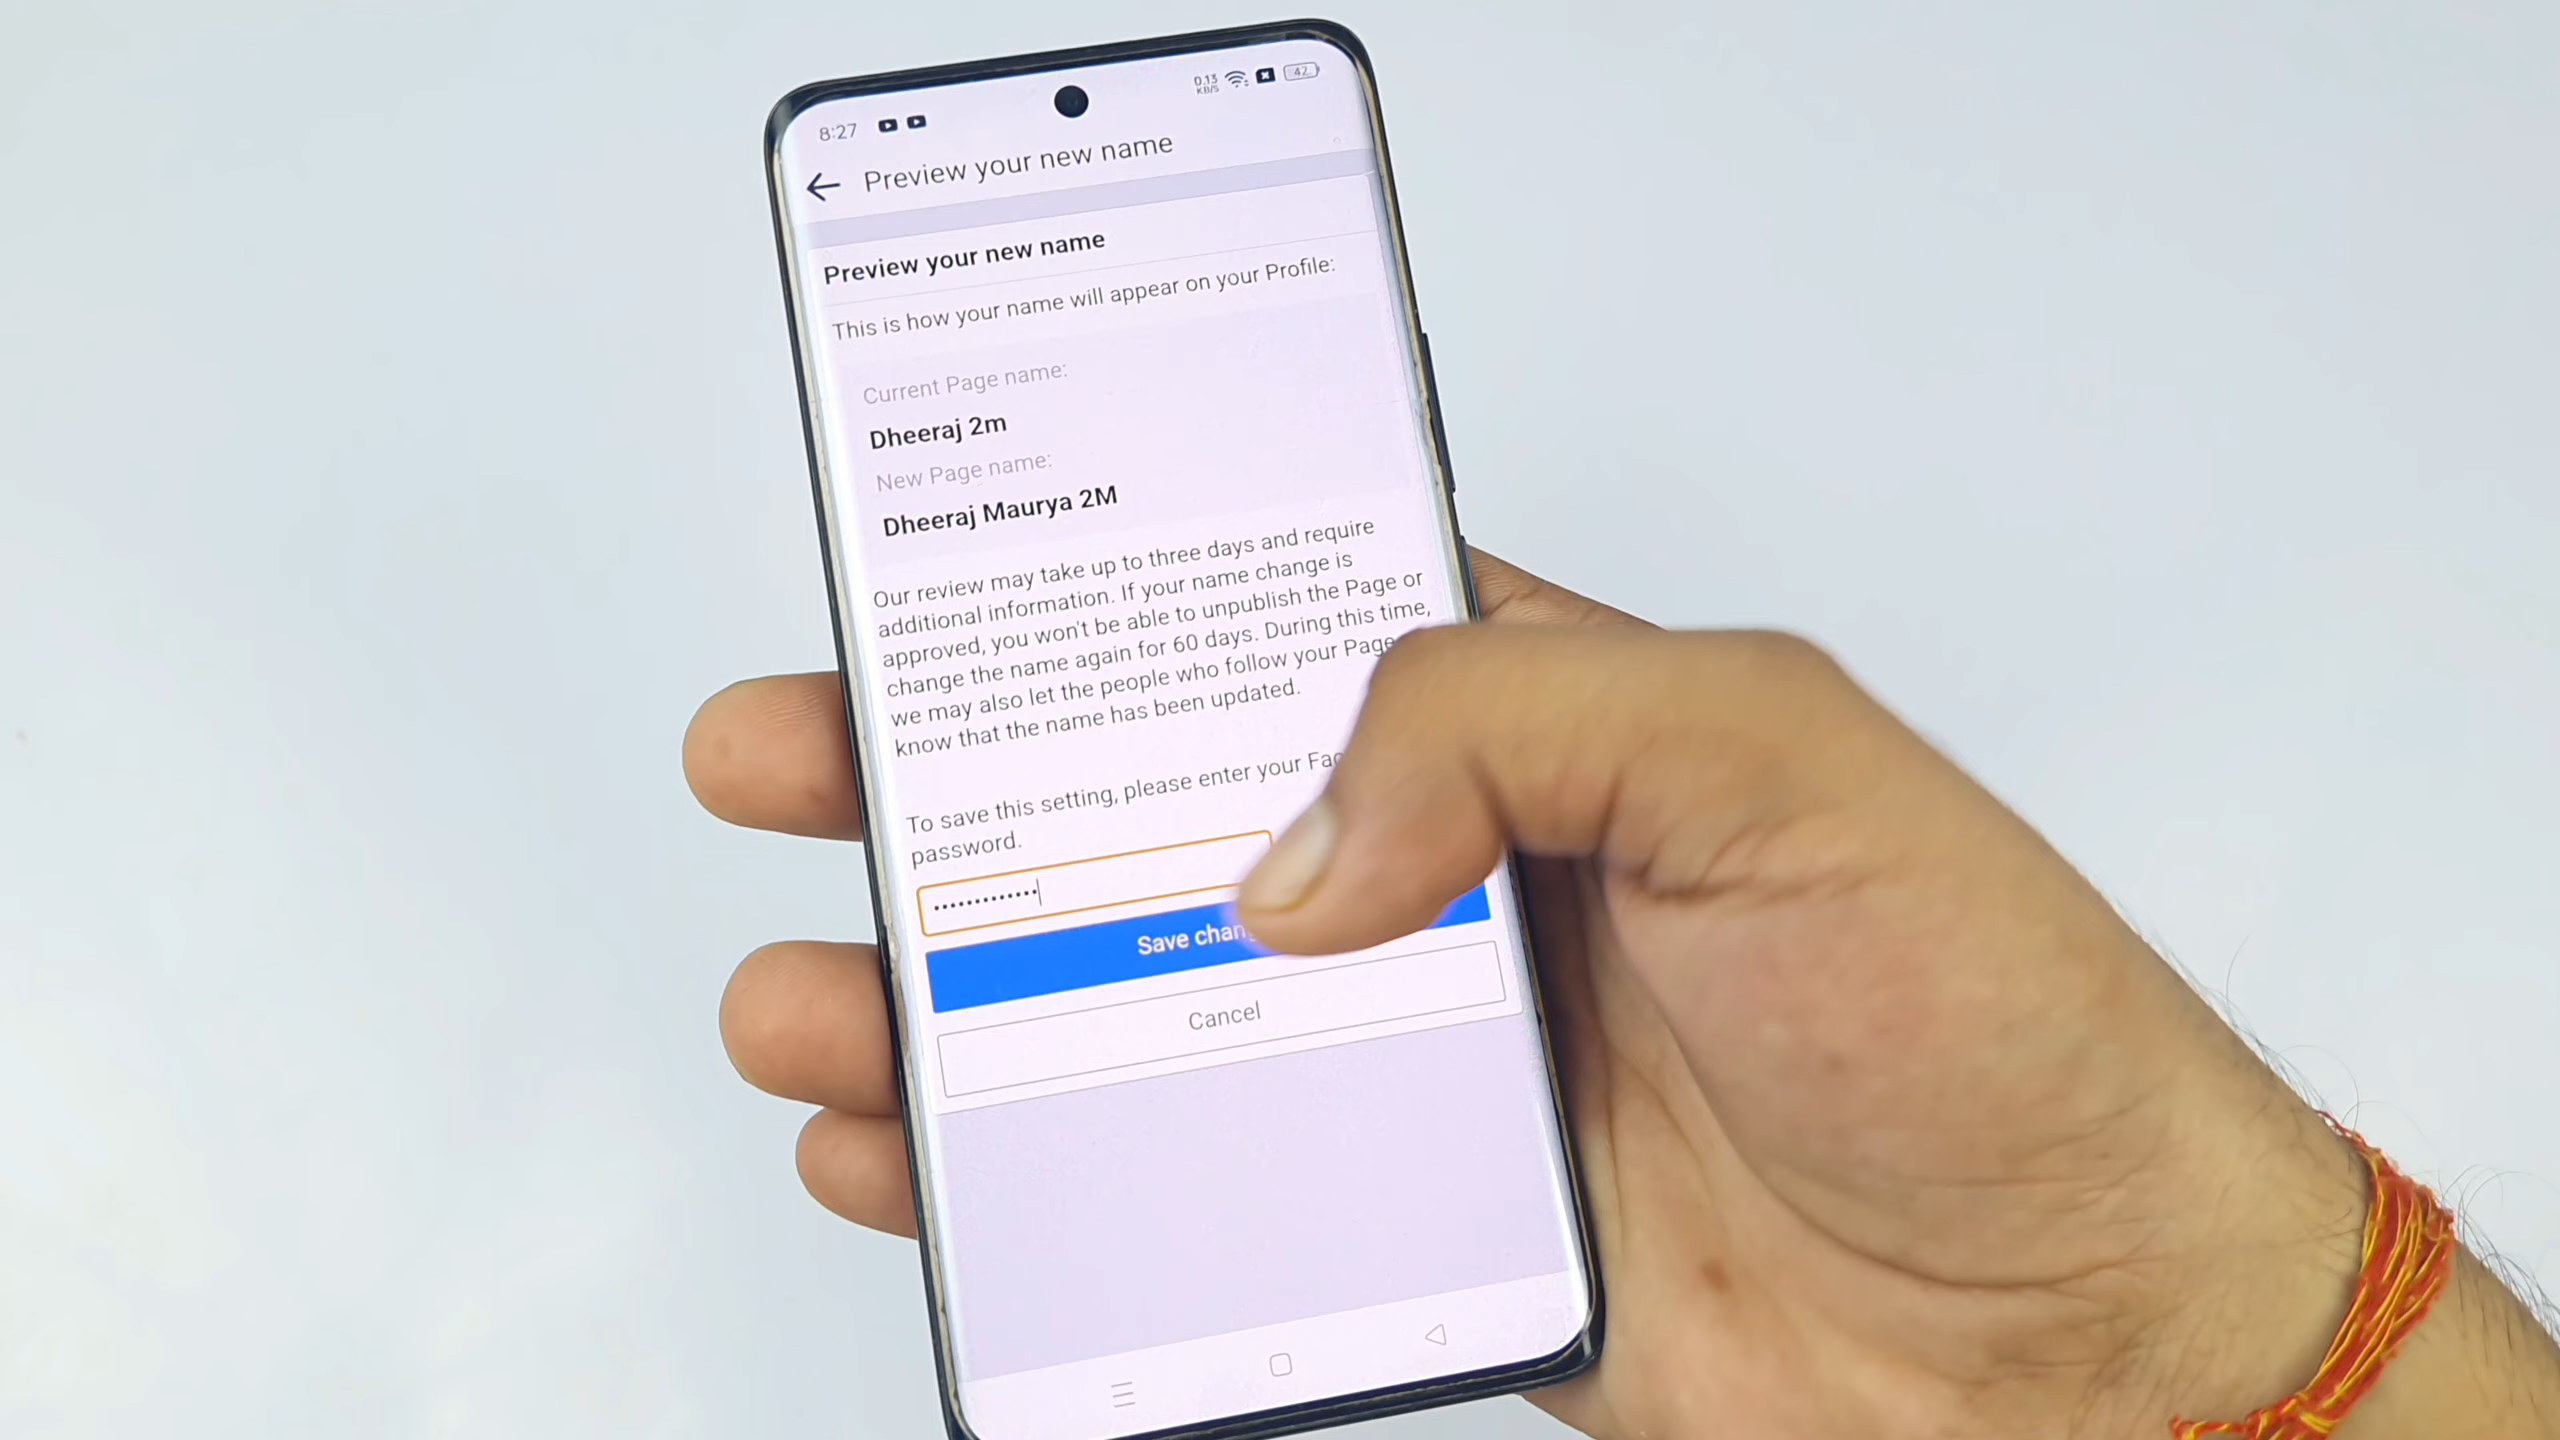 8:27
0.13
KB/S
42
Preview your new name
Preview your new name
This is how your name will appear on your Profile:
Current Page name:
Dheeraj 2m
New Page name:
Dheeraj Maurya 2M
Our review may take up to three days and require
additional information. If your name change is
approved, you won't be able to unpublish the Page or
change the name again for 60 days. During this time,
we may also let the people who follow your Page
know that the name has been updated.
To save this setting, please enter your
password.
Save
Cancel